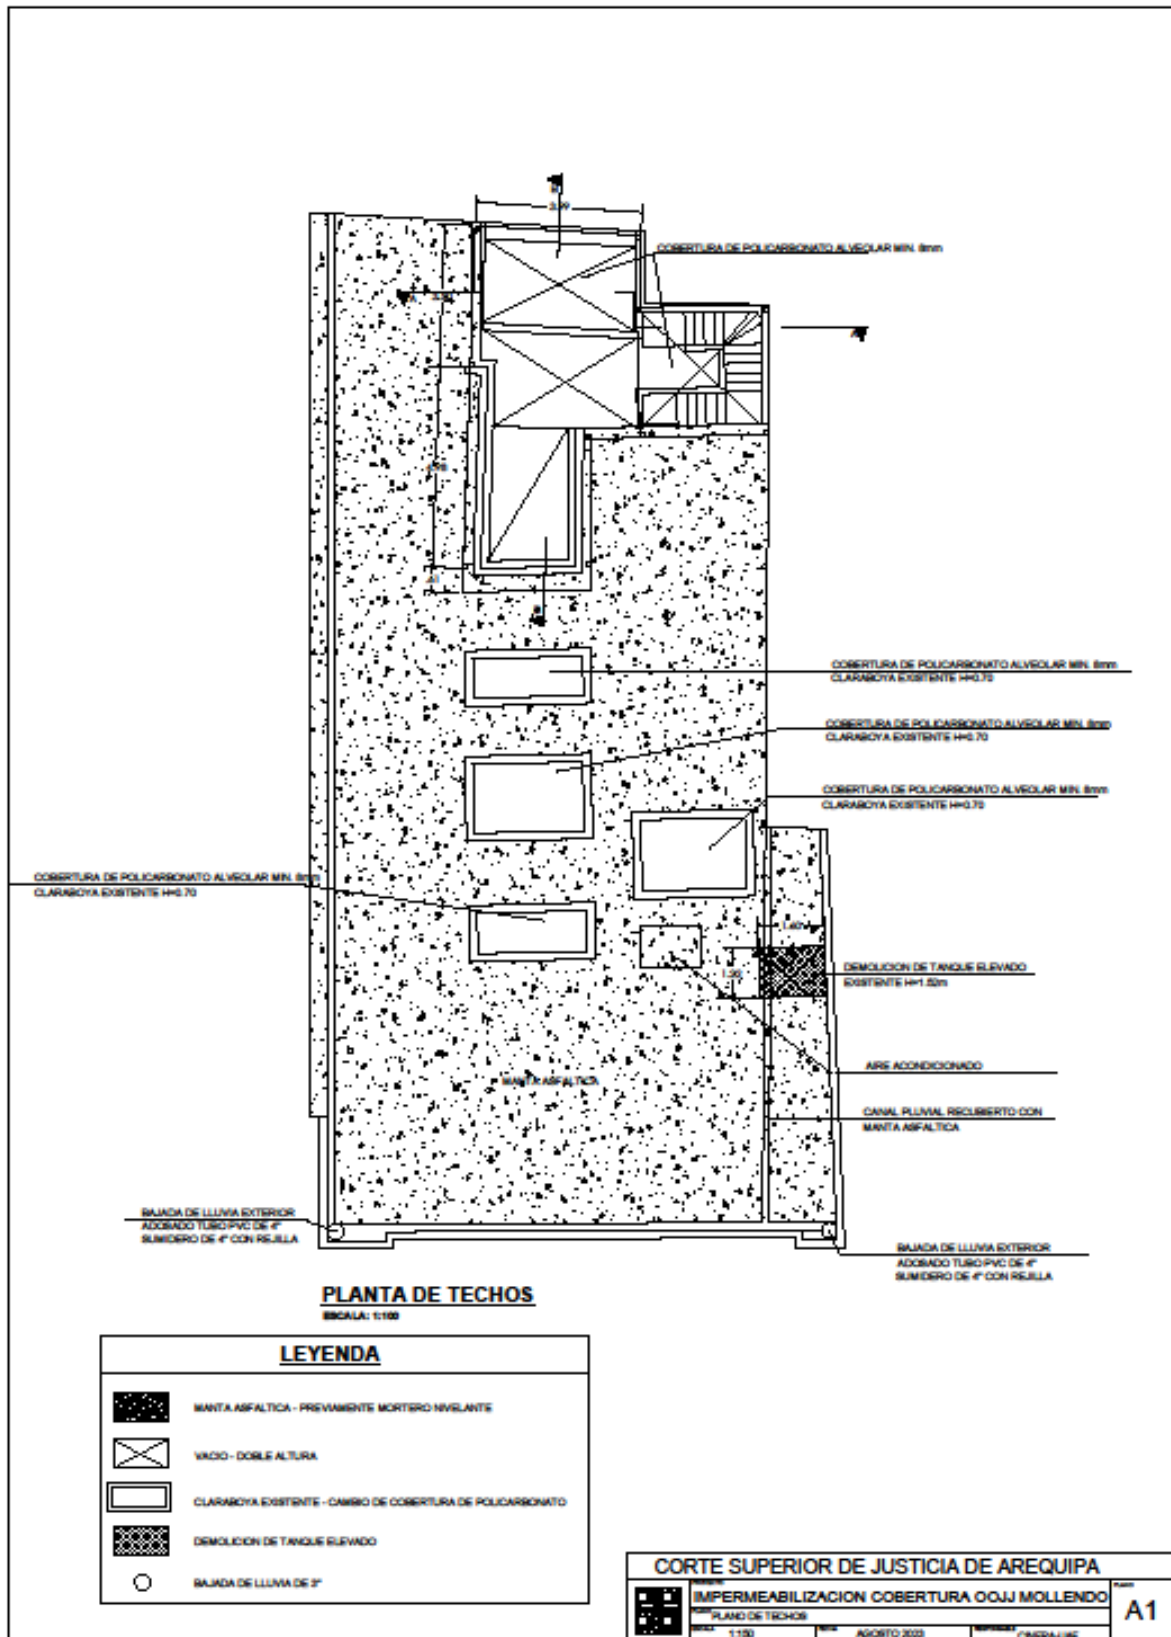 B
3.99
COBERTURA DE POLICARBONATO ALVEOLAR MIN. 8mm
A
A
.41
B
COBERTURA DE POLICARBONATO ALVEOLAR MIN. 8mm
CLARABOYA EXISTENTE H=0.70
COBERTURA DE POLICARBONATO ALVEOLAR MIN. 8mm
CLARABOYA EXISTENTE H=0.70
COBERTURA DE POLICARBONATO ALVEOLAR MIN. 8mm
CLARABOYA EXISTENTE H=0.70
COBERTURA DE POLICARBONATO ALVEOLAR MIN. 8mm
CLARABOYA EXISTENTE H=0.70
1.60
DEMOLICION DE TANQUE ELEVADO
EXISTENTE H=1.52m
AIRE ACONDICIONADO
MANTA ASFALTICA
CANAL PLUVIAL RECUBIERTO CON
MANTA ASFALTICA
BAJADA DE LLUVIA EXTERIOR
ADOSADO TUBO PVC DE 4"
SUMIDERO DE 4" CON REJILLA
BAJADA DE LLUVIA EXTERIOR
ADOSADO TUBO PVC DE 4"
SUMIDERO DE 4" CON REJILLA
PLANTA DE TECHOS
ESCALA: 1:100
LEYENDA
MANTA ASFALTICA - PREVIAMENTE MORTERO NIVELANTE
VACIO - DOBLE ALTURA
CLARABOYA EXISTENTE - CAMBIO DE COBERTURA DE POLICARBONATO
DEMOLICION DE TANQUE ELEVADO
BAJADA DE LLUVIA DE 3"
CORTE SUPERIOR DE JUSTICIA DE AREQUIPA
IMPERMEABILIZACION COBERTURA OOJJ MOLLENDO
PLANO DE TECHOS
A1
1:150
AGOSTO 2023